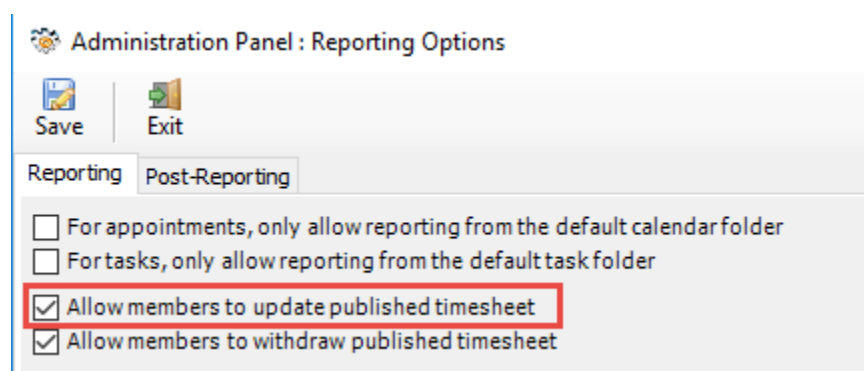 Administration Panel : Reporting Options
Save Exit
Reporting Post-Reporting
For appointments, only allow reporting from the default calendar folder
For tasks, only allow reporting from the default task folder
Allow members to update published timesheet
Allow members to withdraw published timesheet